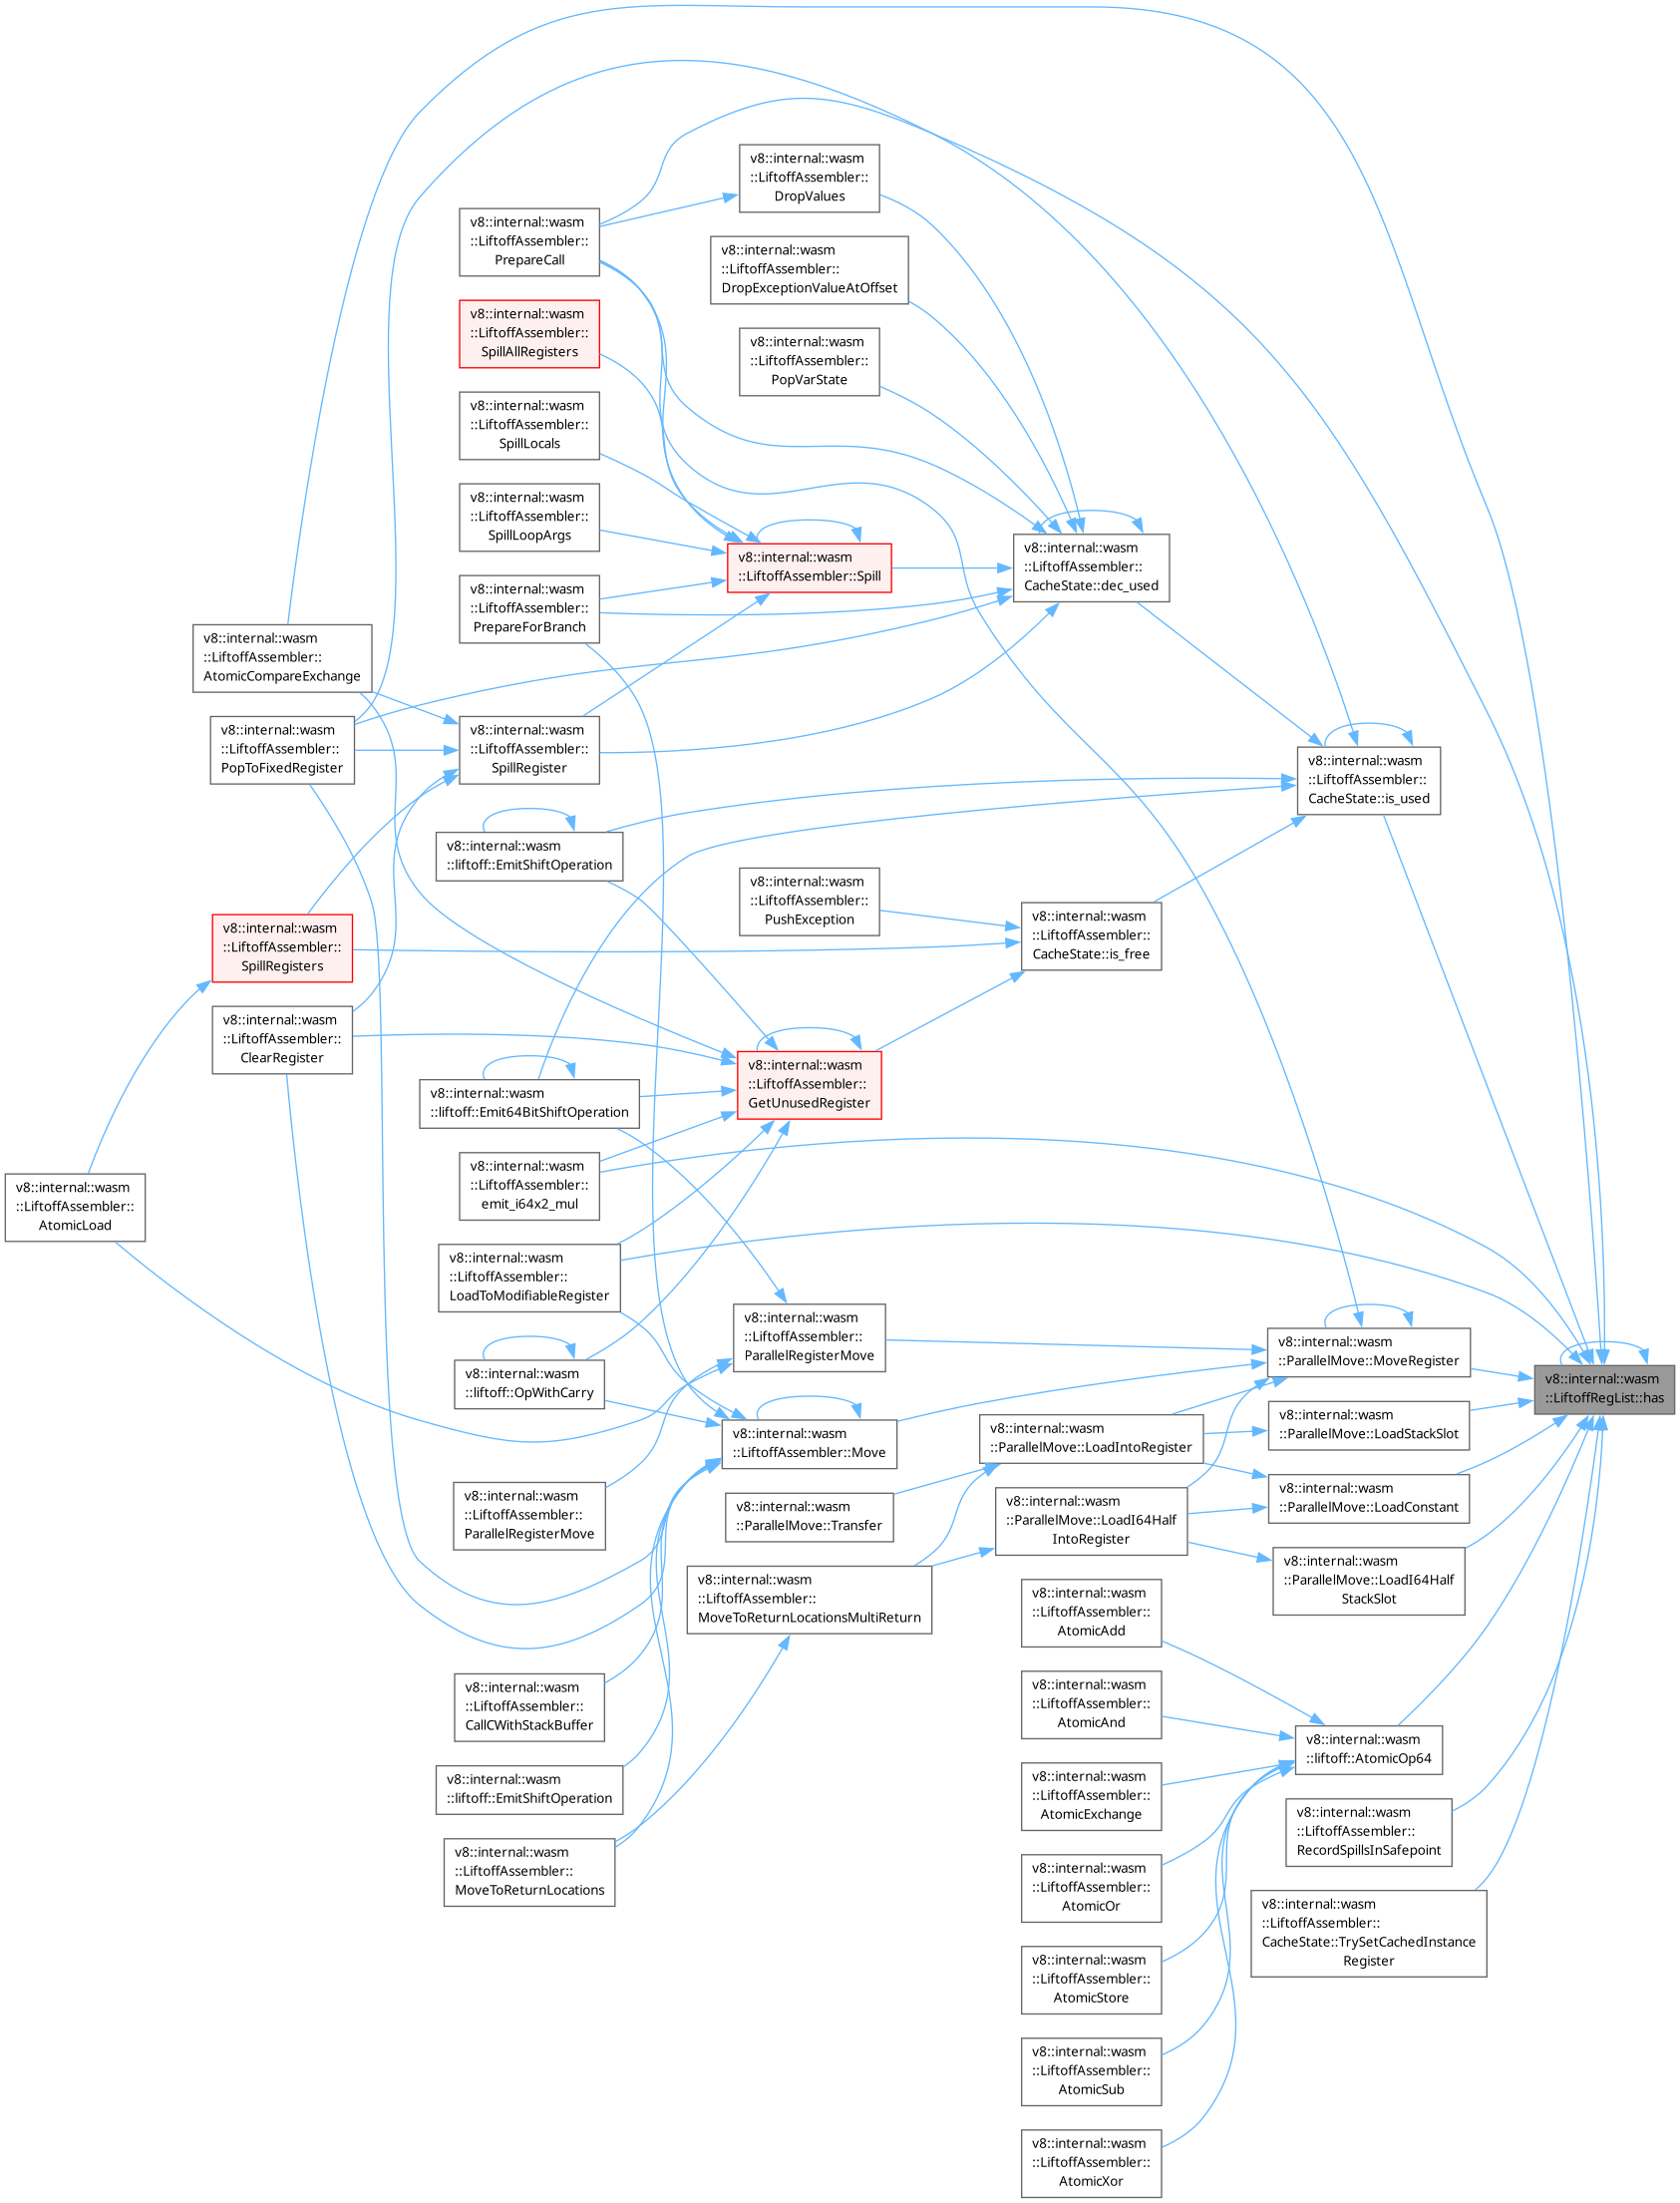 v8::internal::wasm
::LiftoffAssembler::
DropValues
v8::internal::wasm
::LiftoffAssembler::
PrepareCall
v8::internal::wasm
::LiftoffAssembler::
DropExceptionValueAtOffset
v8::internal::wasm
::LiftoffAssembler::
SpillAllRegisters
v8::internal::wasm
::LiftoffAssembler::
PopVarState
v8::internal::wasm
::LiftoffAssembler::
SpillLocals
v8::internal::wasm
::LiftoffAssembler::
SpillLoopArgs
v8::internal::wasm
::LiftoffAssembler::Spill
v8::internal::wasm
::LiftoffAssembler::
CacheState::dec_used
v8::internal::wasm
::LiftoffAssembler::
PrepareForBranch
v8::internal::wasm
::LiftoffAssembler::
AtomicCompareExchange
v8::internal::wasm
::LiftoffAssembler::
PopToFixedRegister
v8::internal::wasm
::LiftoffAssembler::
SpillRegister
v8::internal::wasm
::LiftoffAssembler::
CacheState::is_used
v8::internal::wasm
::liftoff::EmitShiftOperation
v8::internal::wasm
::LiftoffAssembler::
PushException
v8::internal::wasm
::LiftoffAssembler::
CacheState::is_free
v8::internal::wasm
::LiftoffAssembler::
SpillRegisters
v8::internal::wasm
::LiftoffAssembler::
ClearRegister
v8::internal::wasm
::LiftoffAssembler::
GetUnusedRegister
v8::internal::wasm
::liftoff::Emit64BitShiftOperation
v8::internal::wasm
::LiftoffAssembler::
emit_i64x2_mul
v8::internal::wasm
::LiftoffAssembler::
AtomicLoad
v8::internal::wasm
::LiftoffAssembler::
LoadToModifiableRegister
v8::internal::wasm
::LiftoffAssembler::
ParallelRegisterMove
v8::internal::wasm
::ParallelMove::MoveRegister
v8::internal::wasm
::LiftoffRegList::has
v8::internal::wasm
::liftoff::OpWithCarry
v8::internal::wasm
::LiftoffAssembler::Move
v8::internal::wasm
::ParallelMove::LoadIntoRegister
v8::internal::wasm
::ParallelMove::LoadStackSlot
v8::internal::wasm
::LiftoffAssembler::
ParallelRegisterMove
v8::internal::wasm
::ParallelMove::Transfer
v8::internal::wasm
::ParallelMove::LoadI64Half
IntoRegister
v8::internal::wasm
::ParallelMove::LoadConstant
v8::internal::wasm
::ParallelMove::LoadI64Half
StackSlot
v8::internal::wasm
::LiftoffAssembler::
MoveToReturnLocationsMultiReturn
v8::internal::wasm
::LiftoffAssembler::
AtomicAdd
v8::internal::wasm
::LiftoffAssembler::
CallCWithStackBuffer
v8::internal::wasm
::LiftoffAssembler::
AtomicAnd
v8::internal::wasm
::liftoff::AtomicOp64
v8::internal::wasm
::liftoff::EmitShiftOperation
v8::internal::wasm
::LiftoffAssembler::
AtomicExchange
v8::internal::wasm
::LiftoffAssembler::
RecordSpillsInSafepoint
v8::internal::wasm
::LiftoffAssembler::
MoveToReturnLocations
v8::internal::wasm
::LiftoffAssembler::
AtomicOr
v8::internal::wasm
::LiftoffAssembler::
CacheState::TrySetCachedInstance
Register
v8::internal::wasm
::LiftoffAssembler::
AtomicStore
v8::internal::wasm
::LiftoffAssembler::
AtomicSub
v8::internal::wasm
::LiftoffAssembler::
AtomicXor